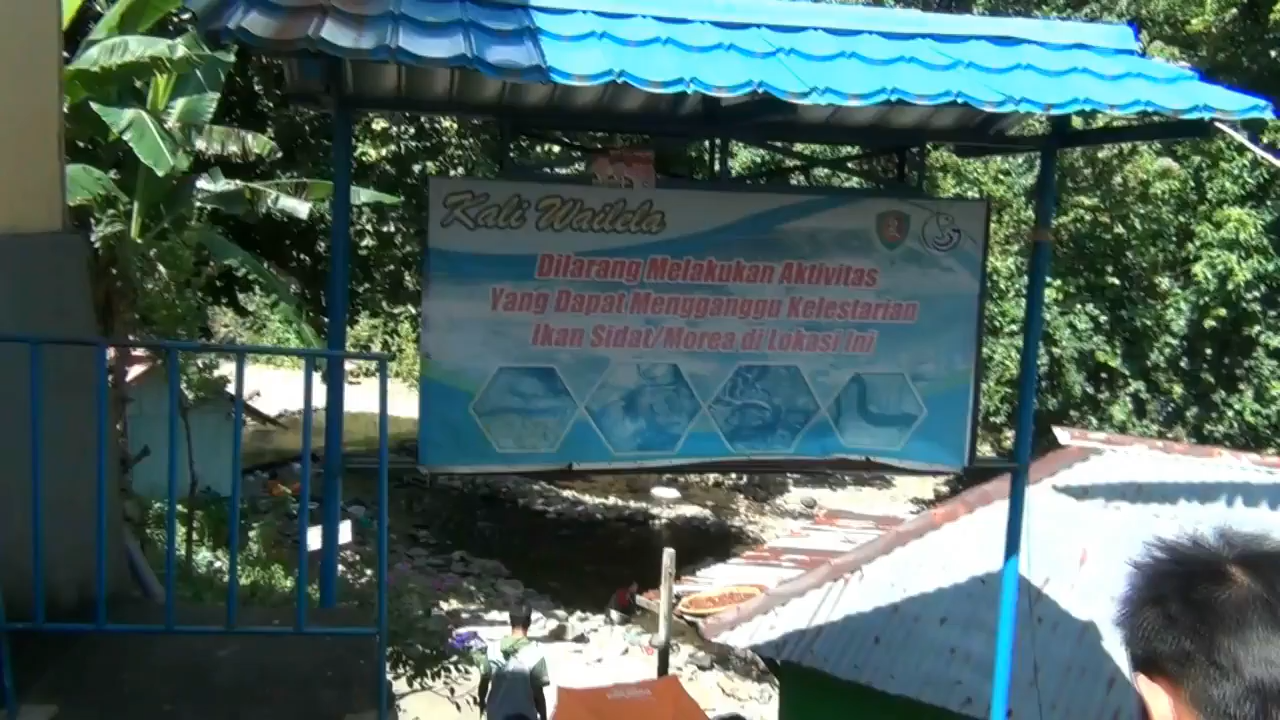 Kali Wailela
Dilarang Melakukan Aktivitas
Yang Dapat Mengganggu Kelestarian
Ikan Sidat/Morea di Lokasi Ini